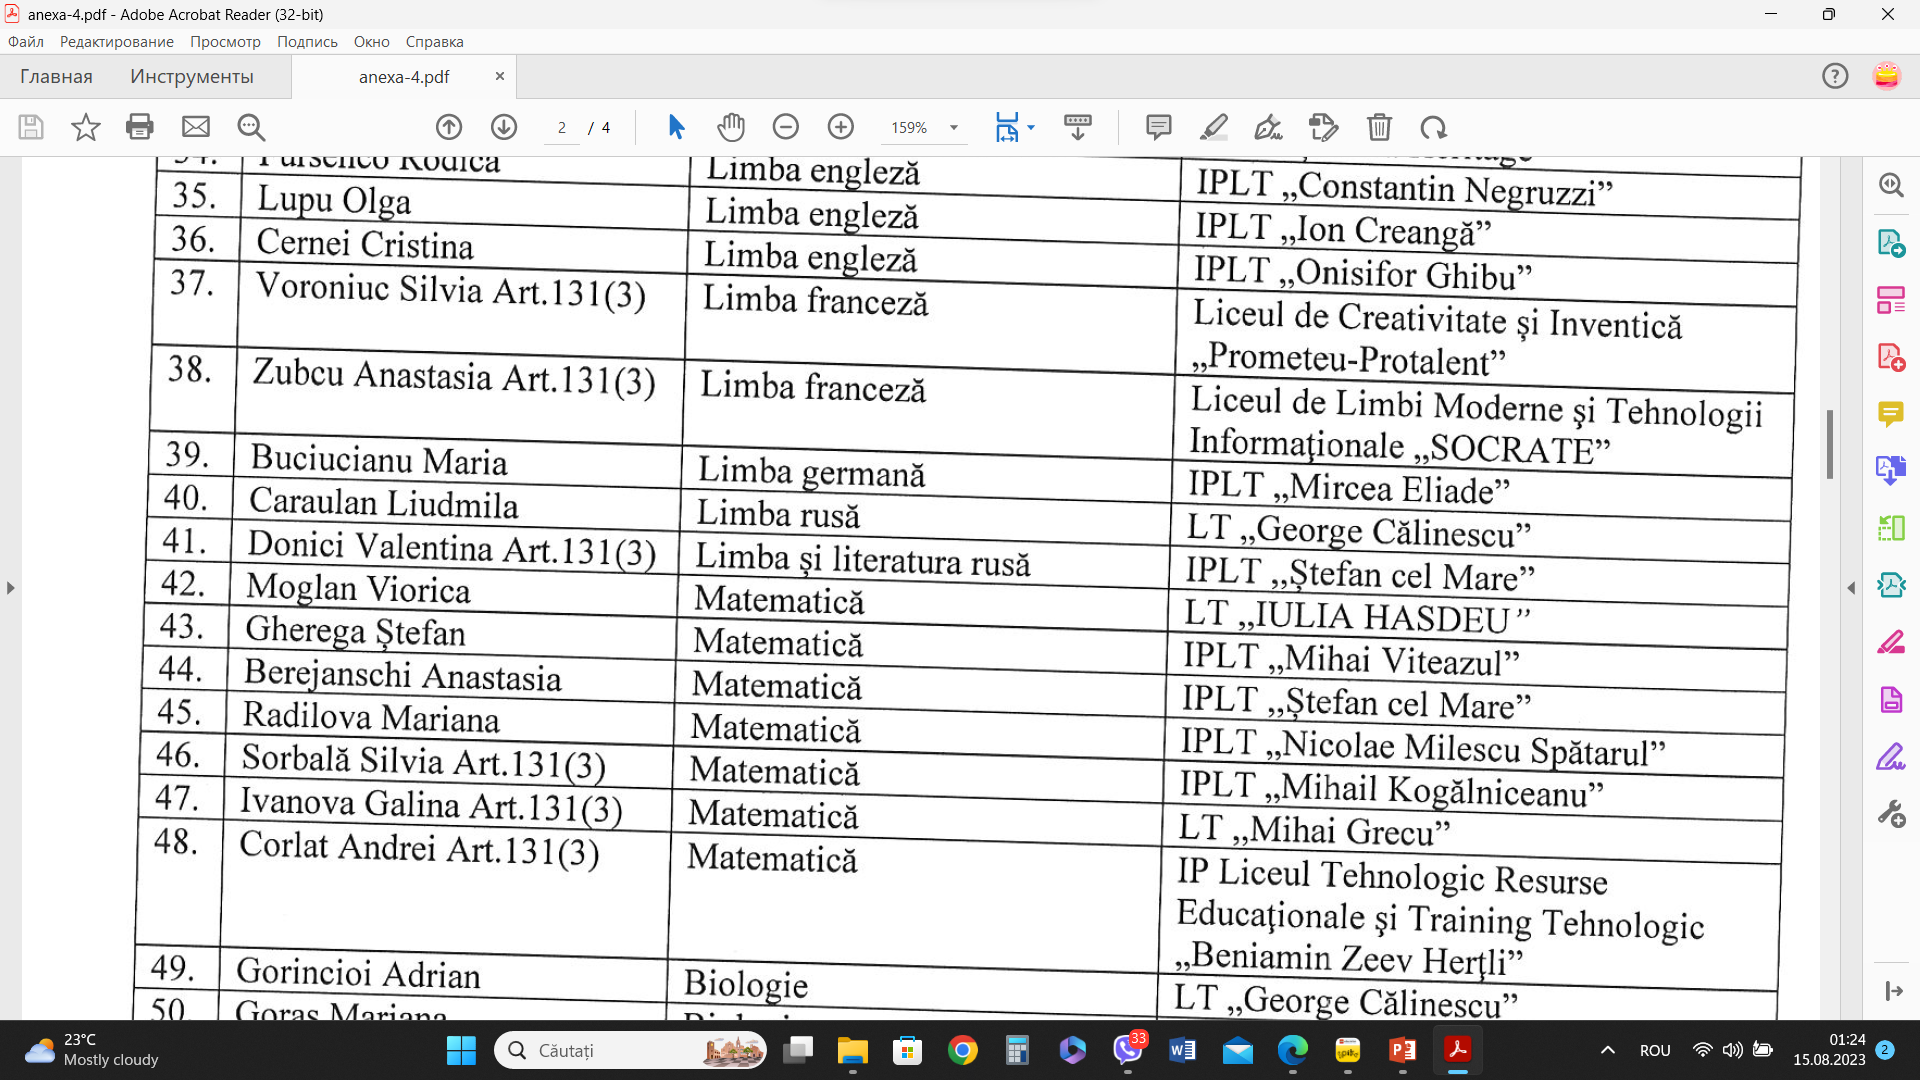 anexa-4.pdf - Adobe Acrobat Reader (32-bit)
Файл Редактирование Просмотр Подпись Окно Справка
Главная Инструменты anexa-4.pdf
2 / 4 159%
34. Rodica Limba engleză
35. Lupu Olga Limba engleză IPLT „Constantin Negruzzi”
36. Cernei Cristina Limba engleză IPLT „Ion Creangă”
37. Voroniuc Silvia Art.131(3) Limba franceză IPLT „Onisifor Ghibu”
Liceul de Creativitate și Inventică
„Prometeu-Protalent”
38. Zubcu Anastasia Art.131(3) Limba franceză Liceul de Limbi Moderne şi Tehnologii
Informaţionale „SOCRATE”
39. Buciucianu Maria Limba germană IPLT „Mircea Eliade”
40. Caraulan Liudmila Limba rusă LT „George Călinescu”
41. Donici Valentina Art.131(3) Limba și literatura rusă IPLT „Ștefan cel Mare”
42. Moglan Viorica Matematică LT „IULIA HASDEU”
43. Gherega Ștefan Matematică IPLT „Mihai Viteazul”
44. Berejanschi Anastasia Matematică IPLT „Ștefan cel Mare”
45. Radilova Mariana Matematică IPLT „Nicolae Milescu Spătarul”
46. Sorbală Silvia Art.131(3) Matematică IPLT „Mihail Kogălniceanu”
47. Ivanova Galina Art.131(3) Matematică LT „Mihai Grecu”
48. Corlat Andrei Art.131(3) Matematică IP Liceul Tehnologic Resurse
Educaţionale şi Training Tehnologic
„Beniamin Zeev Herţli”
49. Gorincioi Adrian Biologie LT „George Călinescu”
50. Goraș Mariana
23°C
Mostly cloudy
Căutați
33
ROU
01:24
15.08.2023
2